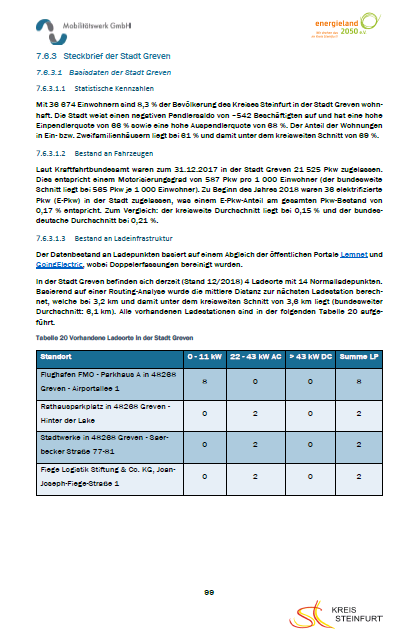 Mobilitätswerk GmbH
energieland
2050 e.V.
7.6.3 Steckbrief der Stadt Greven
7.6.3.1 Basisdaten der Stadt Greven
7.6.3.1.1 Statistische Kennzahlen
Mit 36 674 Einwohnern sind 8,3 % der Bevölkerung des Kreises Steinfurt in der Stadt Greven wohn-
haft. Die Stadt weist einen negativen Pendlersaldo von –542 Beschäftigten auf und hat eine hohe
Einpendlerquote von 66 % sowie eine hohe Auspendlerquote von 68 %. Der Anteil der Wohnungen
in Ein- bzw. Zweifamilienhäusern liegt bei 61 % und damit unter dem kreisweiten Schnitt von 69 %.
7.6.3.1.2 Bestand an Fahrzeugen
Laut Kraftfahrtbundesamt waren zum 31.12.2017 in der Stadt Greven 21 525 Pkw zugelassen.
Dies entspricht einem Motorisierungsgrad von 587 Pkw pro 1 000 Einwohner (der bundesweite
Schnitt liegt bei 565 Pkw je 1 000 Einwohner). Zu Beginn des Jahres 2018 waren 36 elektrifizierte
Pkw (E-Pkw) in der Stadt zugelassen, was einem E-Pkw-Anteil am gesamten Pkw-Bestand von
0,17 % entspricht. Zum Vergleich: der kreisweite Durchschnitt liegt bei 0,15 % und der bundes-
deutsche Durchschnitt bei 0,21 %.
7.6.3.1.3 Bestand an Ladeinfrastruktur
Der Datenbestand an Ladepunkten basiert auf einem Abgleich der öffentlichen Portale Lemnet und
GoingElectric, wobei Doppelerfassungen bereinigt wurden.
In der Stadt Greven befinden sich derzeit (Stand 12/2018) 4 Ladeorte mit 14 Normalladepunkten.
Basierend auf einer Routing-Analyse wurde die mittlere Distanz zur nächsten Ladestation berech-
net, welche bei 3,2 km und damit unter dem kreisweiten Schnitt von 3,6 km liegt (bundesweiter
Durchschnitt: 6,1 km). Alle vorhandenen Ladestationen sind in der folgenden Tabelle 20 aufge-
führt.
Tabelle 20 Vorhandene Ladeorte in der Stadt Greven
Standort 0 - 11 kW 22 - 43 kW AC > 43 kW DC Summe LP
Flughafen FMO - Parkhaus A in 48268
Greven - Airportallee 1 8 0 0 8
Rathausparkplatz in 48268 Greven -
Hinter der Lake 0 2 0 2
Stadtwerke in 48268 Greven - Saer-
becker Straße 77-81 0 2 0 2
Fiege Logistik Stiftung & Co. KG, Joan-
Joseph-Fiege-Straße 1 0 2 0 2
99
KREIS
STEINFURT